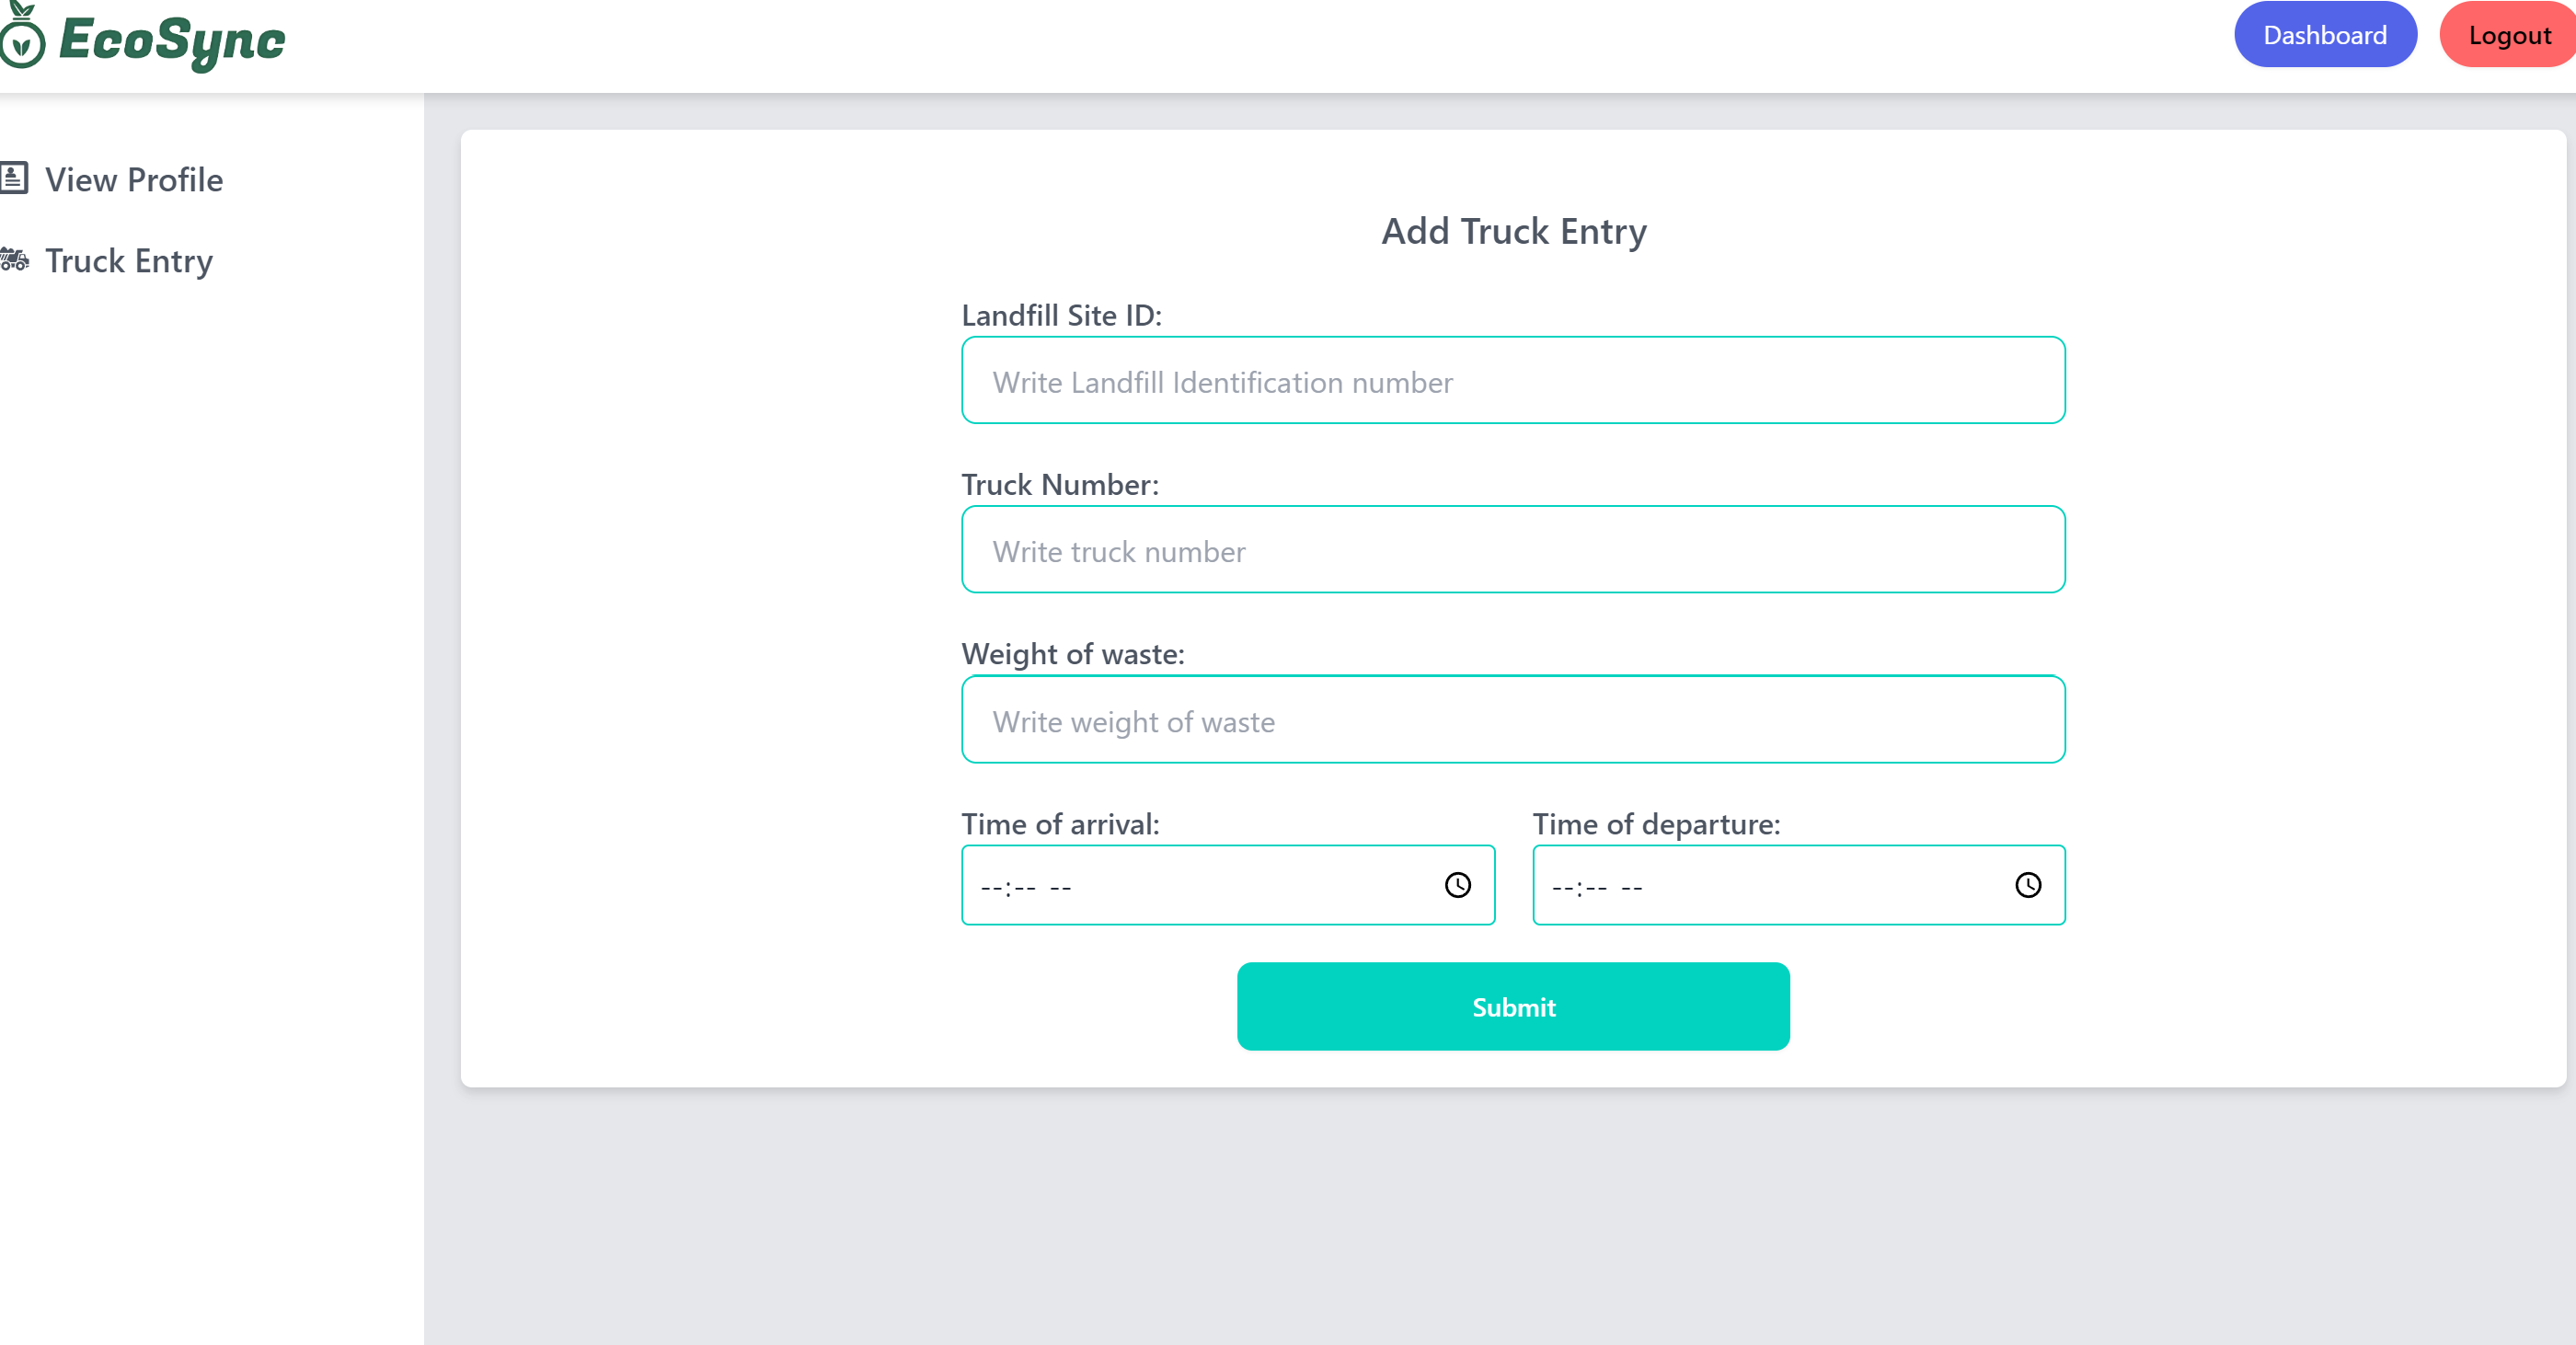 EcoSync
Dashboard
Logout
View Profile
Truck Entry
Add Truck Entry
Landfill Site ID:
Write Landfill Identification number
Truck Number:
Write truck number
Weight of waste:
Write weight of waste
Time of arrival:
Time of departure:
--:-- --
--:-- --
Submit